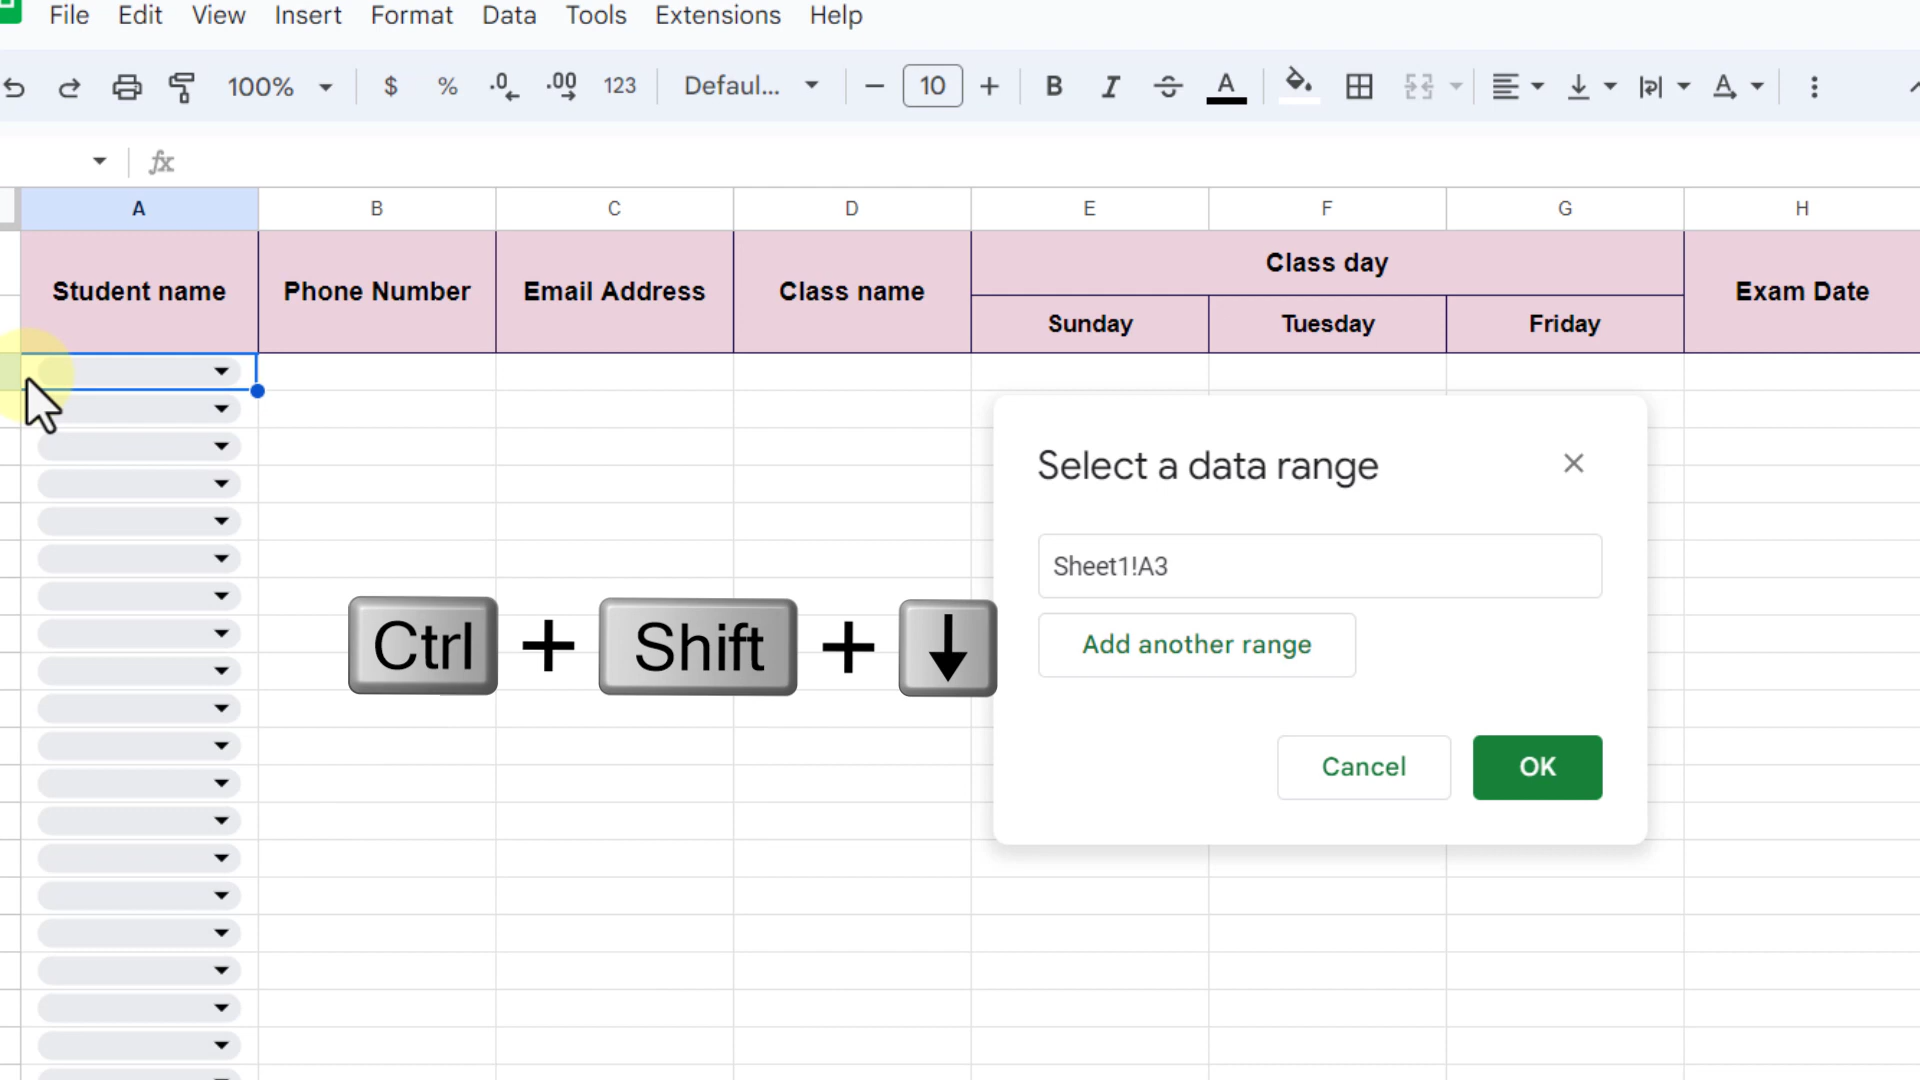 File Edit View Insert Format Data Tools Extensions Help
100% $ % .0 .00 123 Defaul... 10 B I S A A
fx
A B C D E F G H
Student name Phone Number Email Address Class name Class day Exam Date
Sunday Tuesday Friday
Select a data range
Sheet1!A3
Add another range
Ctrl + Shift + ↓
Cancel OK